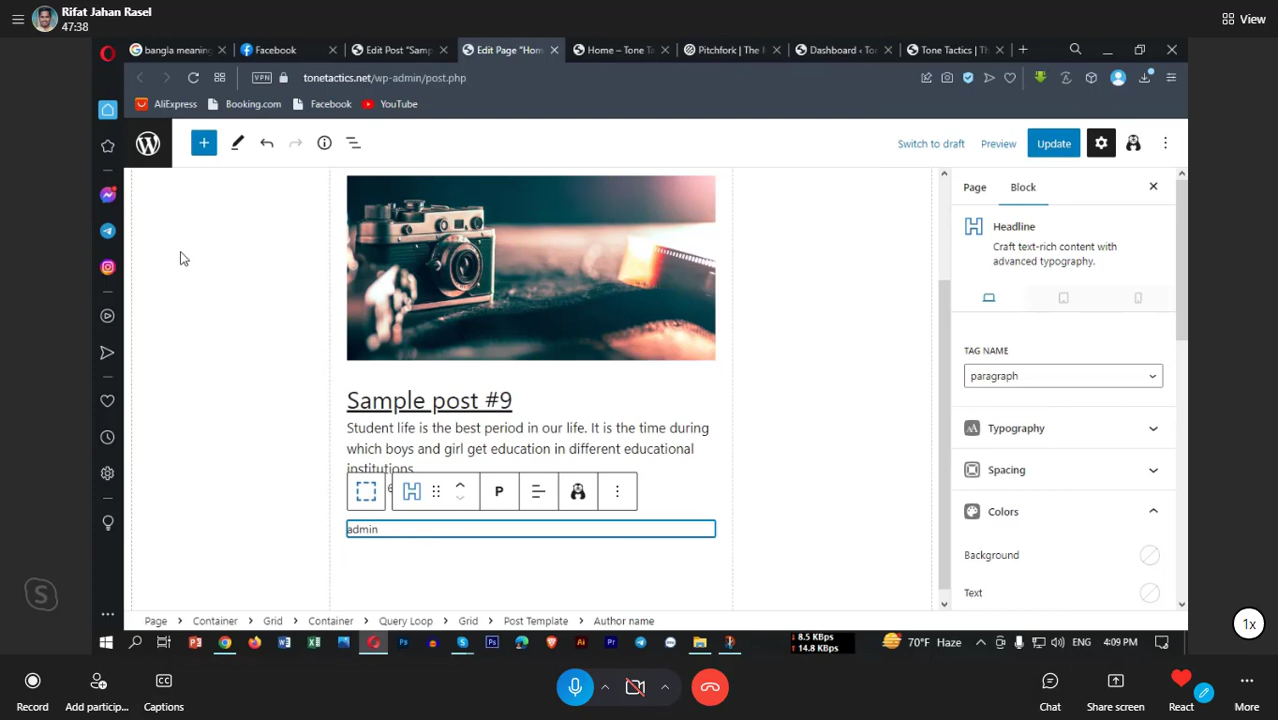 Rifat Jahan Rasel
47:38
View
bangla meaning
Facebook
Edit Post "Samp
Edit Page "Hom
Home – Tone Ta
Pitchfork | The M
Dashboard ‹ To
Tone Tactics | Th
VPN
tonetactics.net/wp-admin/post.php
AliExpress
Booking.com
Facebook
YouTube
Switch to draft
Preview
Update
Page
Block
Headline
Craft text-rich content with
advanced typography.
TAG NAME
paragraph
Typography
Spacing
Colors
Background
Text
Sample post #9
Student life is the best period in our life. It is the time during
which boys and girl get education in different educational
institutions.
P
admin
Page > Container > Grid > Container > Query Loop > Grid > Post Template > Author name
8.5 KBps
14.8 KBps
70°F Haze
ENG
4:09 PM
1x
Record
Add particip...
CC
Captions
Chat
Share screen
React
More